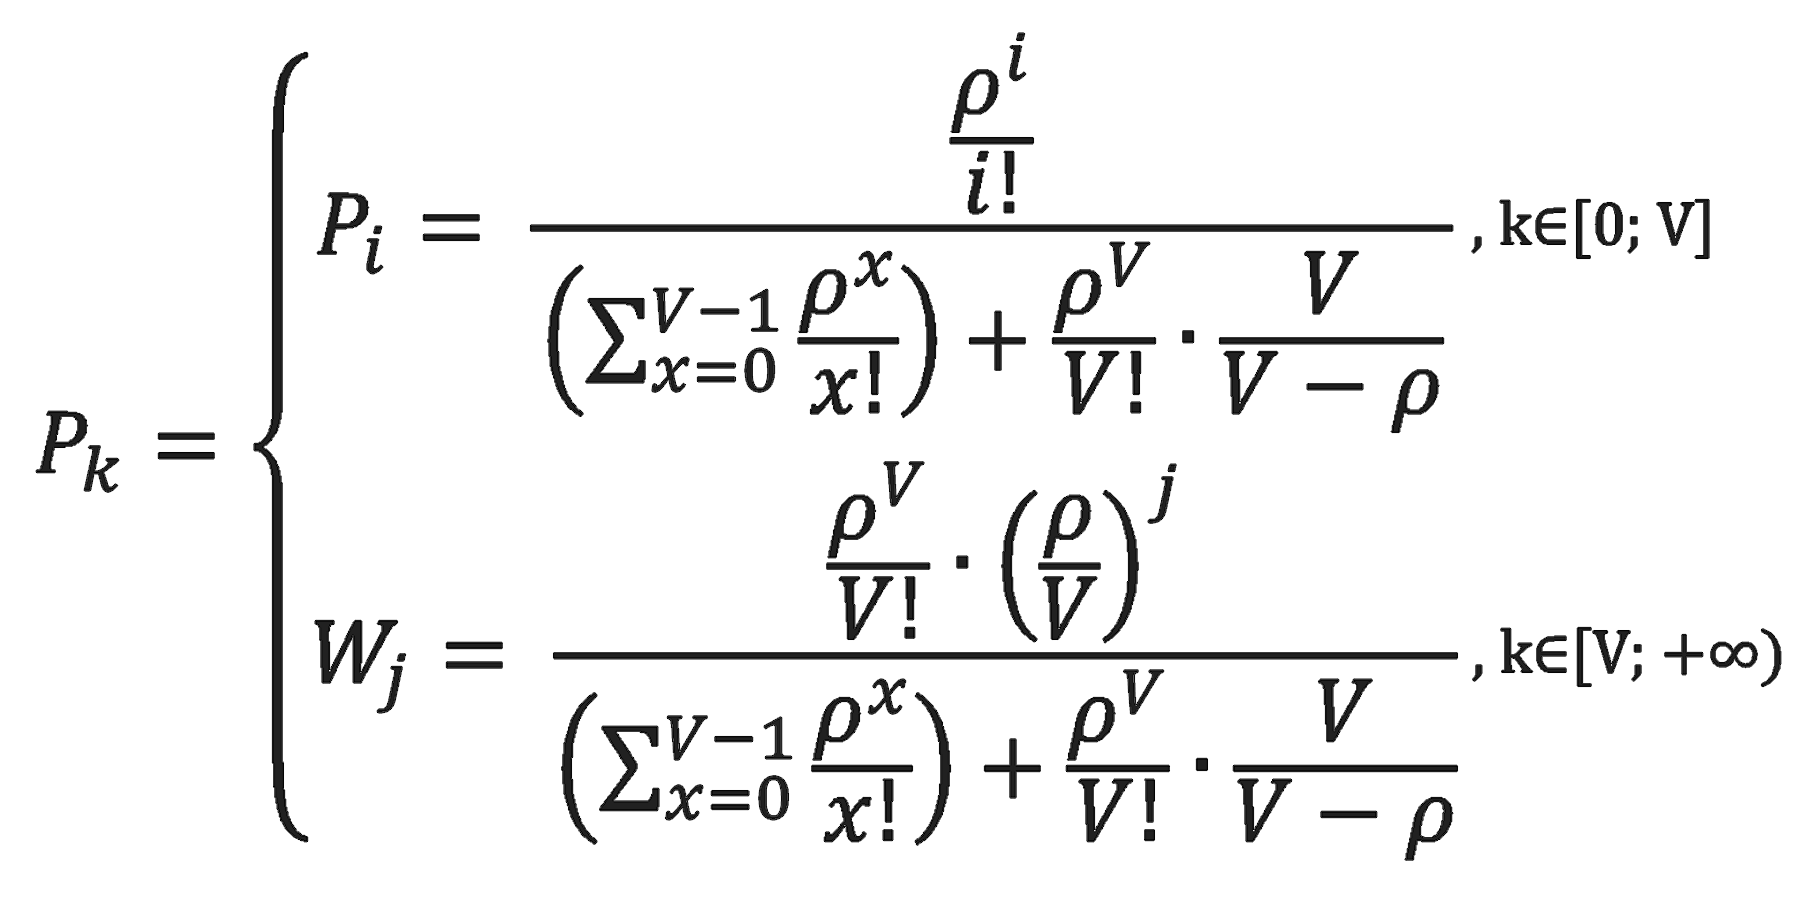 P_k = { P_i = (ρ^i / i!) / ((∑_{x=0}^{V−1} ρ^x / x!) + ρ^V / V! · V / (V − ρ)) , k∈[0; V]
W_j = (ρ^V / V! · (ρ / V)^j) / ((∑_{x=0}^{V−1} ρ^x / x!) + ρ^V / V! · V / (V − ρ)) , k∈[V; +∞)